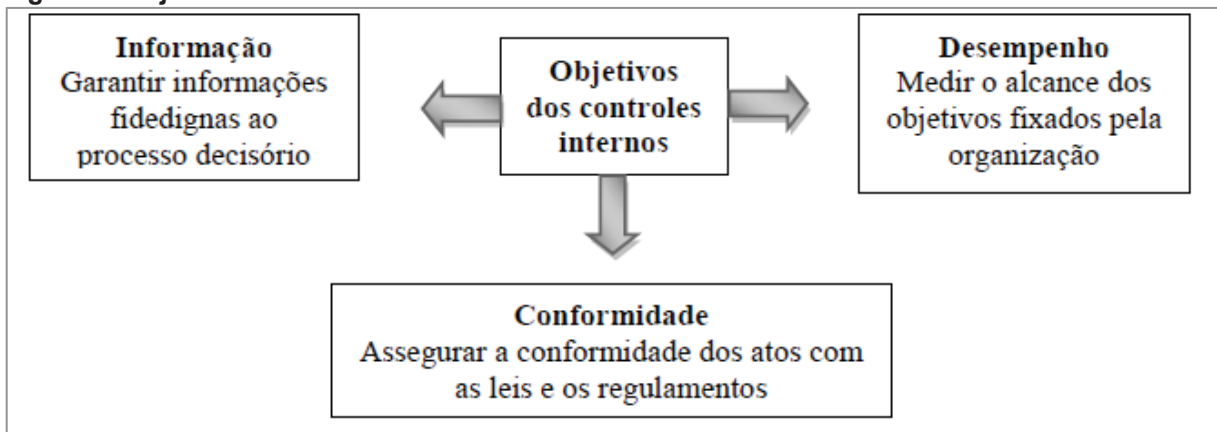 Informação
Garantir informações
fidedignas ao
processo decisório
Objetivos
dos controles
internos
Desempenho
Medir o alcance dos
objetivos fixados pela
organização
Conformidade
Assegurar a conformidade dos atos com
as leis e os regulamentos